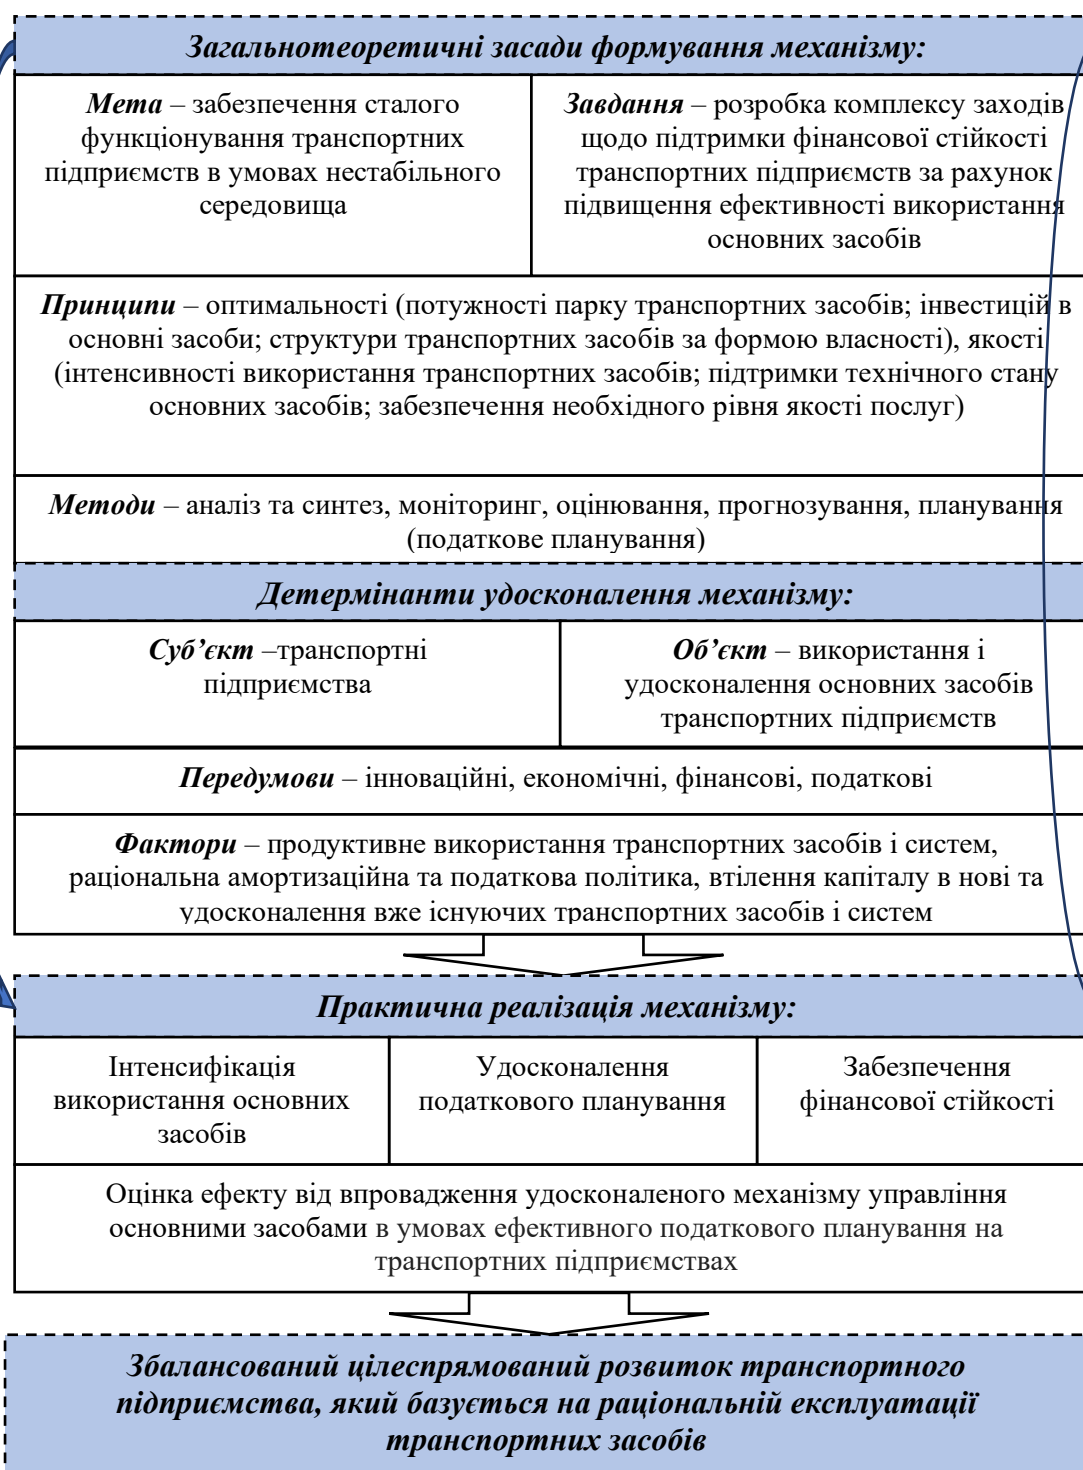 Загальнотеоретичні засади формування механізму:
Мета – забезпечення сталого
функціонування транспортних
підприємств в умовах нестабільного
середовища
Завдання – розробка комплексу заходів
щодо підтримки фінансової стійкості
транспортних підприємств за рахунок
підвищення ефективності використання
основних засобів
Принципи – оптимальності (потужності парку транспортних засобів; інвестицій в
основні засоби; структури транспортних засобів за формою власності), якості
(інтенсивності використання транспортних засобів; підтримки технічного стану
основних засобів; забезпечення необхідного рівня якості послуг)
Методи – аналіз та синтез, моніторинг, оцінювання, прогнозування, планування
(податкове планування)
Детермінанти удосконалення механізму:
Суб’єкт –транспортні
підприємства
Об’єкт – використання і
удосконалення основних засобів
транспортних підприємств
Передумови – інноваційні, економічні, фінансові, податкові
Фактори – продуктивне використання транспортних засобів і систем,
раціональна амортизаційна та податкова політика, втілення капіталу в нові та
удосконалення вже існуючих транспортних засобів і систем
Практична реалізація механізму:
Інтенсифікація
використання основних
засобів
Удосконалення
податкового планування
Забезпечення
фінансової стійкості
Оцінка ефекту від впровадження удосконаленого механізму управління
основними засобами в умовах ефективного податкового планування на
транспортних підприємствах
Збалансований цілеспрямований розвиток транспортного
підприємства, який базується на раціональній експлуатації
транспортних засобів